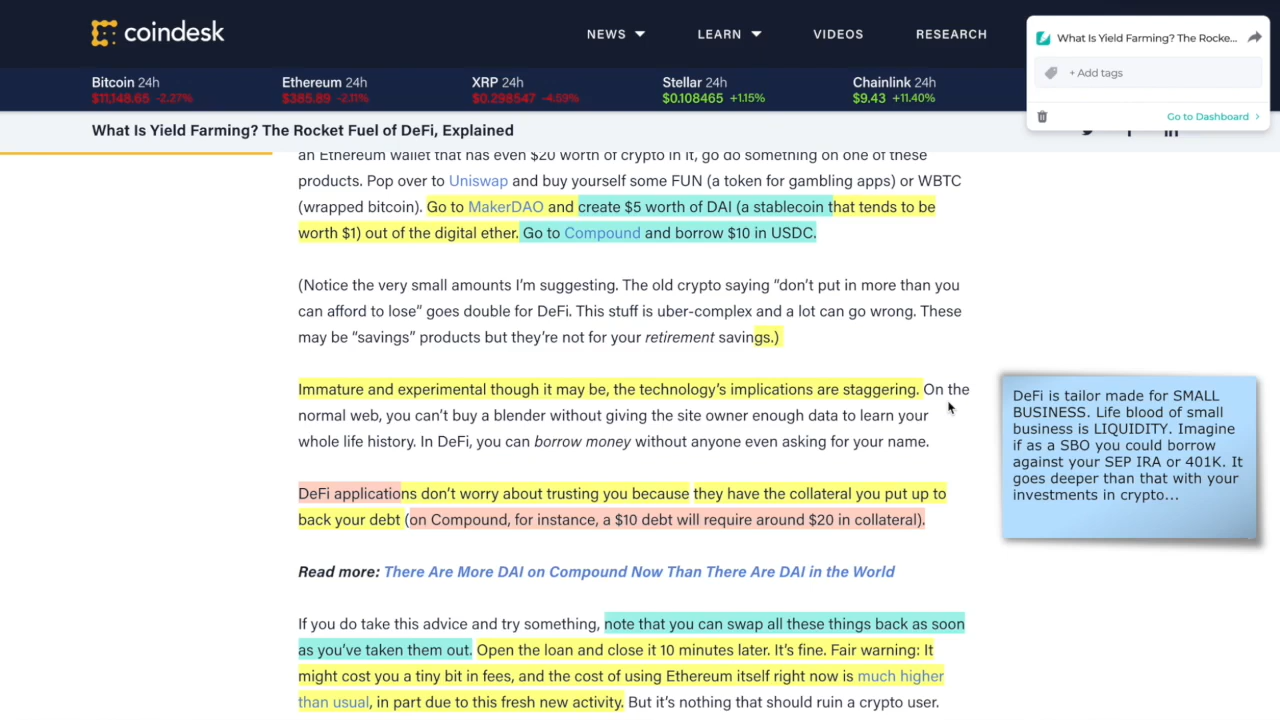 coindesk
NEWS LEARN VIDEOS RESEARCH
What Is Yield Farming? The Rocke...
+ Add tags
Go to Dashboard
Bitcoin 24h Ethereum 24h XRP 24h Stellar 24h Chainlink 24h
$11,148.65 -2.27% $385.89 -2.11% $0.298547 -4.53% $0.108465 +1.15% $9.43 +11.40%
What Is Yield Farming? The Rocket Fuel of DeFi, Explained
an Ethereum wallet that has even $20 worth of crypto in it, go do something on one of these
products. Pop over to Uniswap and buy yourself some FUN (a token for gambling apps) or WBTC
(wrapped bitcoin). Go to MakerDAO and create $5 worth of DAI (a stablecoin that tends to be
worth $1) out of the digital ether. Go to Compound and borrow $10 in USDC.
(Notice the very small amounts I’m suggesting. The old crypto saying “don’t put in more than you
can afford to lose” goes double for DeFi. This stuff is uber-complex and a lot can go wrong. These
may be “savings” products but they’re not for your retirement savings.)
Immature and experimental though it may be, the technology’s implications are staggering. On the
normal web, you can’t buy a blender without giving the site owner enough data to learn your
whole life history. In DeFi, you can borrow money without anyone even asking for your name.
DeFi applications don’t worry about trusting you because they have the collateral you put up to
back your debt (on Compound, for instance, a $10 debt will require around $20 in collateral).
Read more: There Are More DAI on Compound Now Than There Are DAI in the World
If you do take this advice and try something, note that you can swap all these things back as soon
as you’ve taken them out. Open the loan and close it 10 minutes later. It’s fine. Fair warning: It
might cost you a tiny bit in fees, and the cost of using Ethereum itself right now is much higher
than usual, in part due to this fresh new activity. But it’s nothing that should ruin a crypto user.
DeFi is tailor made for SMALL
BUSINESS. Life blood of small
business is LIQUIDITY. Imagine
if as a SBO you could borrow
against your SEP IRA or 401K. It
goes deeper than that with your
investments in crypto...